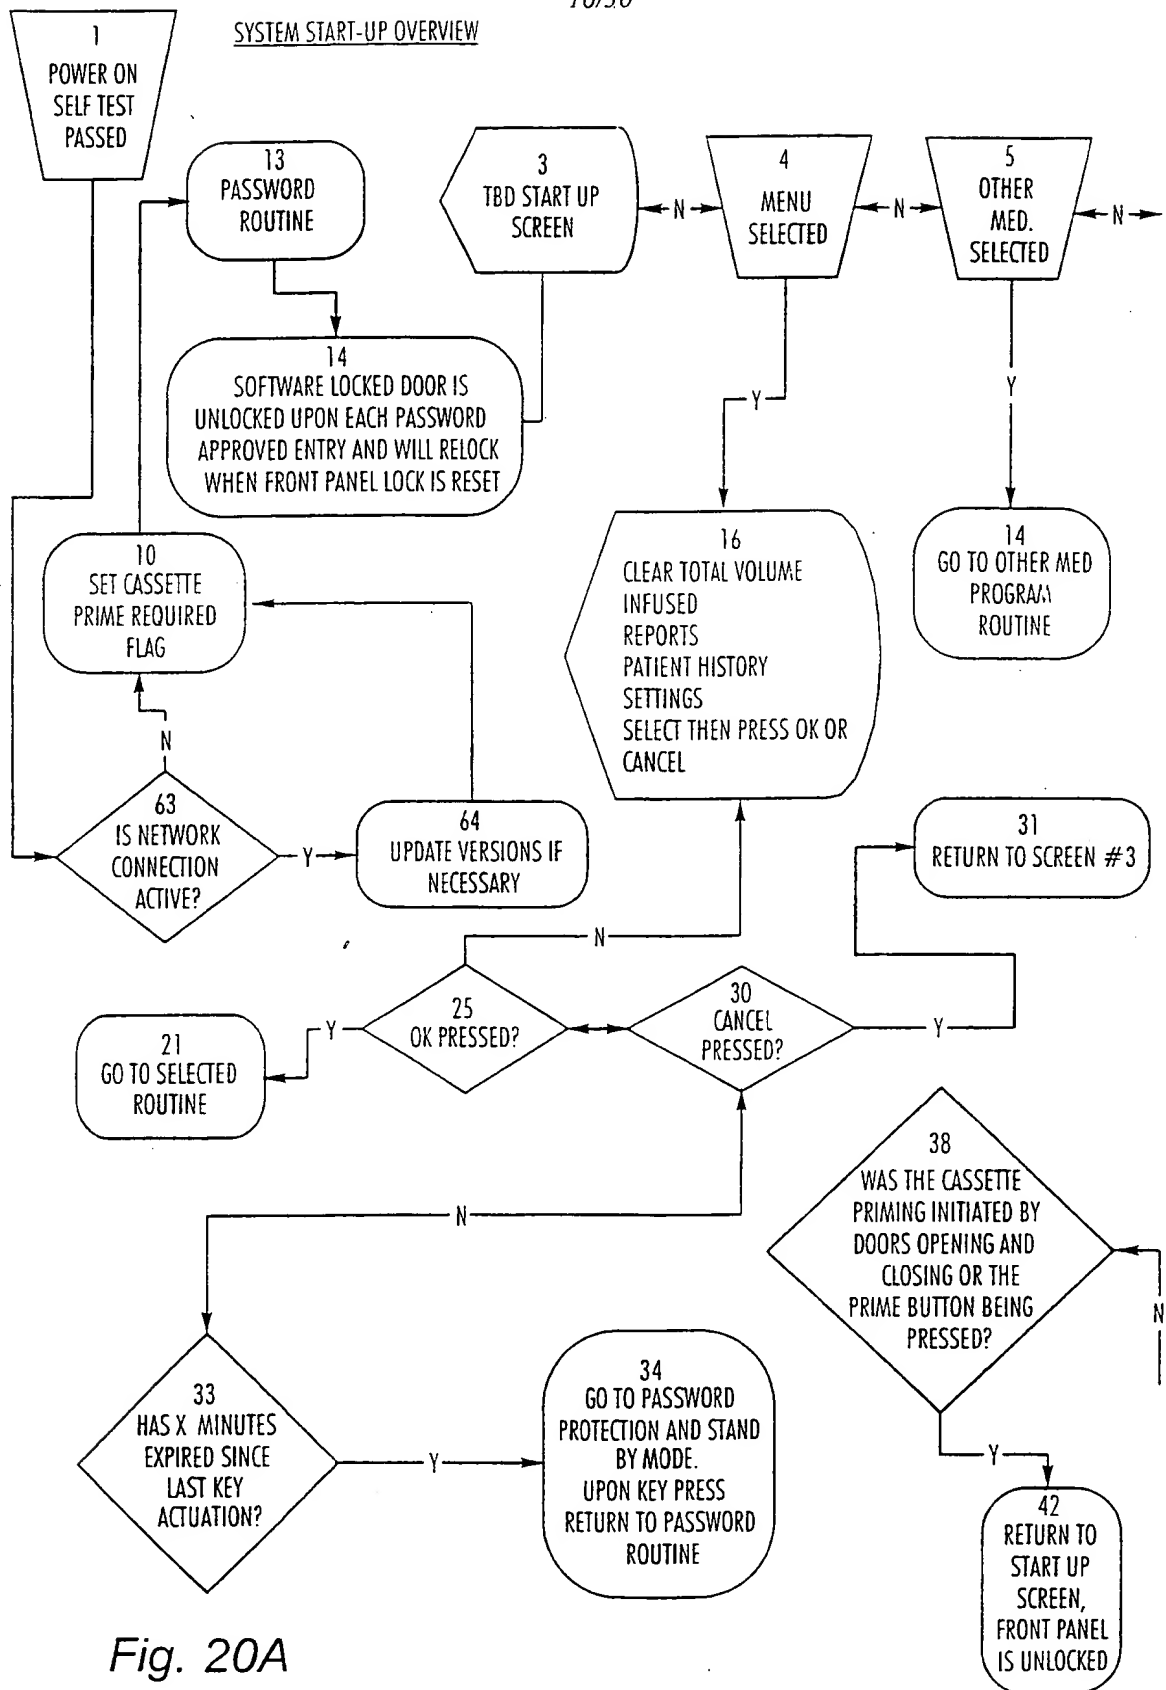 SYSTEM START-UP OVERVIEW
1
POWER ON
SELF TEST
PASSED
13
PASSWORD
ROUTINE
3
TBD START UP
SCREEN
N
4
MENU
SELECTED
N
5
OTHER
MED.
SELECTED
N
14
SOFTWARE LOCKED DOOR IS
UNLOCKED UPON EACH PASSWORD
APPROVED ENTRY AND WILL RELOCK
WHEN FRONT PANEL LOCK IS RESET
Y
Y
10
SET CASSETTE
PRIME REQUIRED
FLAG
16
CLEAR TOTAL VOLUME
INFUSED
REPORTS
PATIENT HISTORY
SETTINGS
SELECT THEN PRESS OK OR
CANCEL
14
GO TO OTHER MED
PROGRAM
ROUTINE
N
63
IS NETWORK
CONNECTION
ACTIVE?
Y
64
UPDATE VERSIONS IF
NECESSARY
31
RETURN TO SCREEN #3
N
25
OK PRESSED?
30
CANCEL
PRESSED?
Y
Y
21
GO TO SELECTED
ROUTINE
N
38
WAS THE CASSETTE
PRIMING INITIATED BY
DOORS OPENING AND
CLOSING OR THE
PRIME BUTTON BEING
PRESSED?
N
33
HAS X MINUTES
EXPIRED SINCE
LAST KEY
ACTUATION?
Y
34
GO TO PASSWORD
PROTECTION AND STAND
BY MODE.
UPON KEY PRESS
RETURN TO PASSWORD
ROUTINE
Y
42
RETURN TO
START UP
SCREEN,
FRONT PANEL
IS UNLOCKED
Fig. 20A